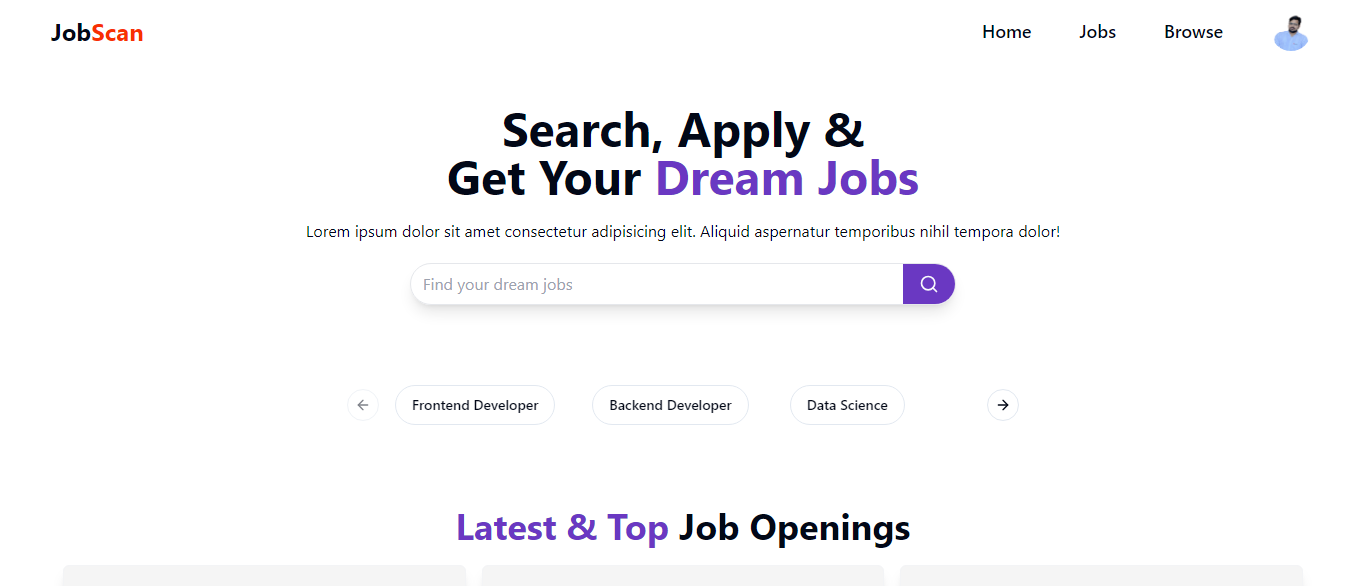 JobScan
Home
Jobs
Browse
Search, Apply &
Get Your Dream Jobs
Lorem ipsum dolor sit amet consectetur adipisicing elit. Aliquid aspernatur temporibus nihil tempora dolor!
Find your dream jobs
Frontend Developer
Backend Developer
Data Science
Latest & Top Job Openings